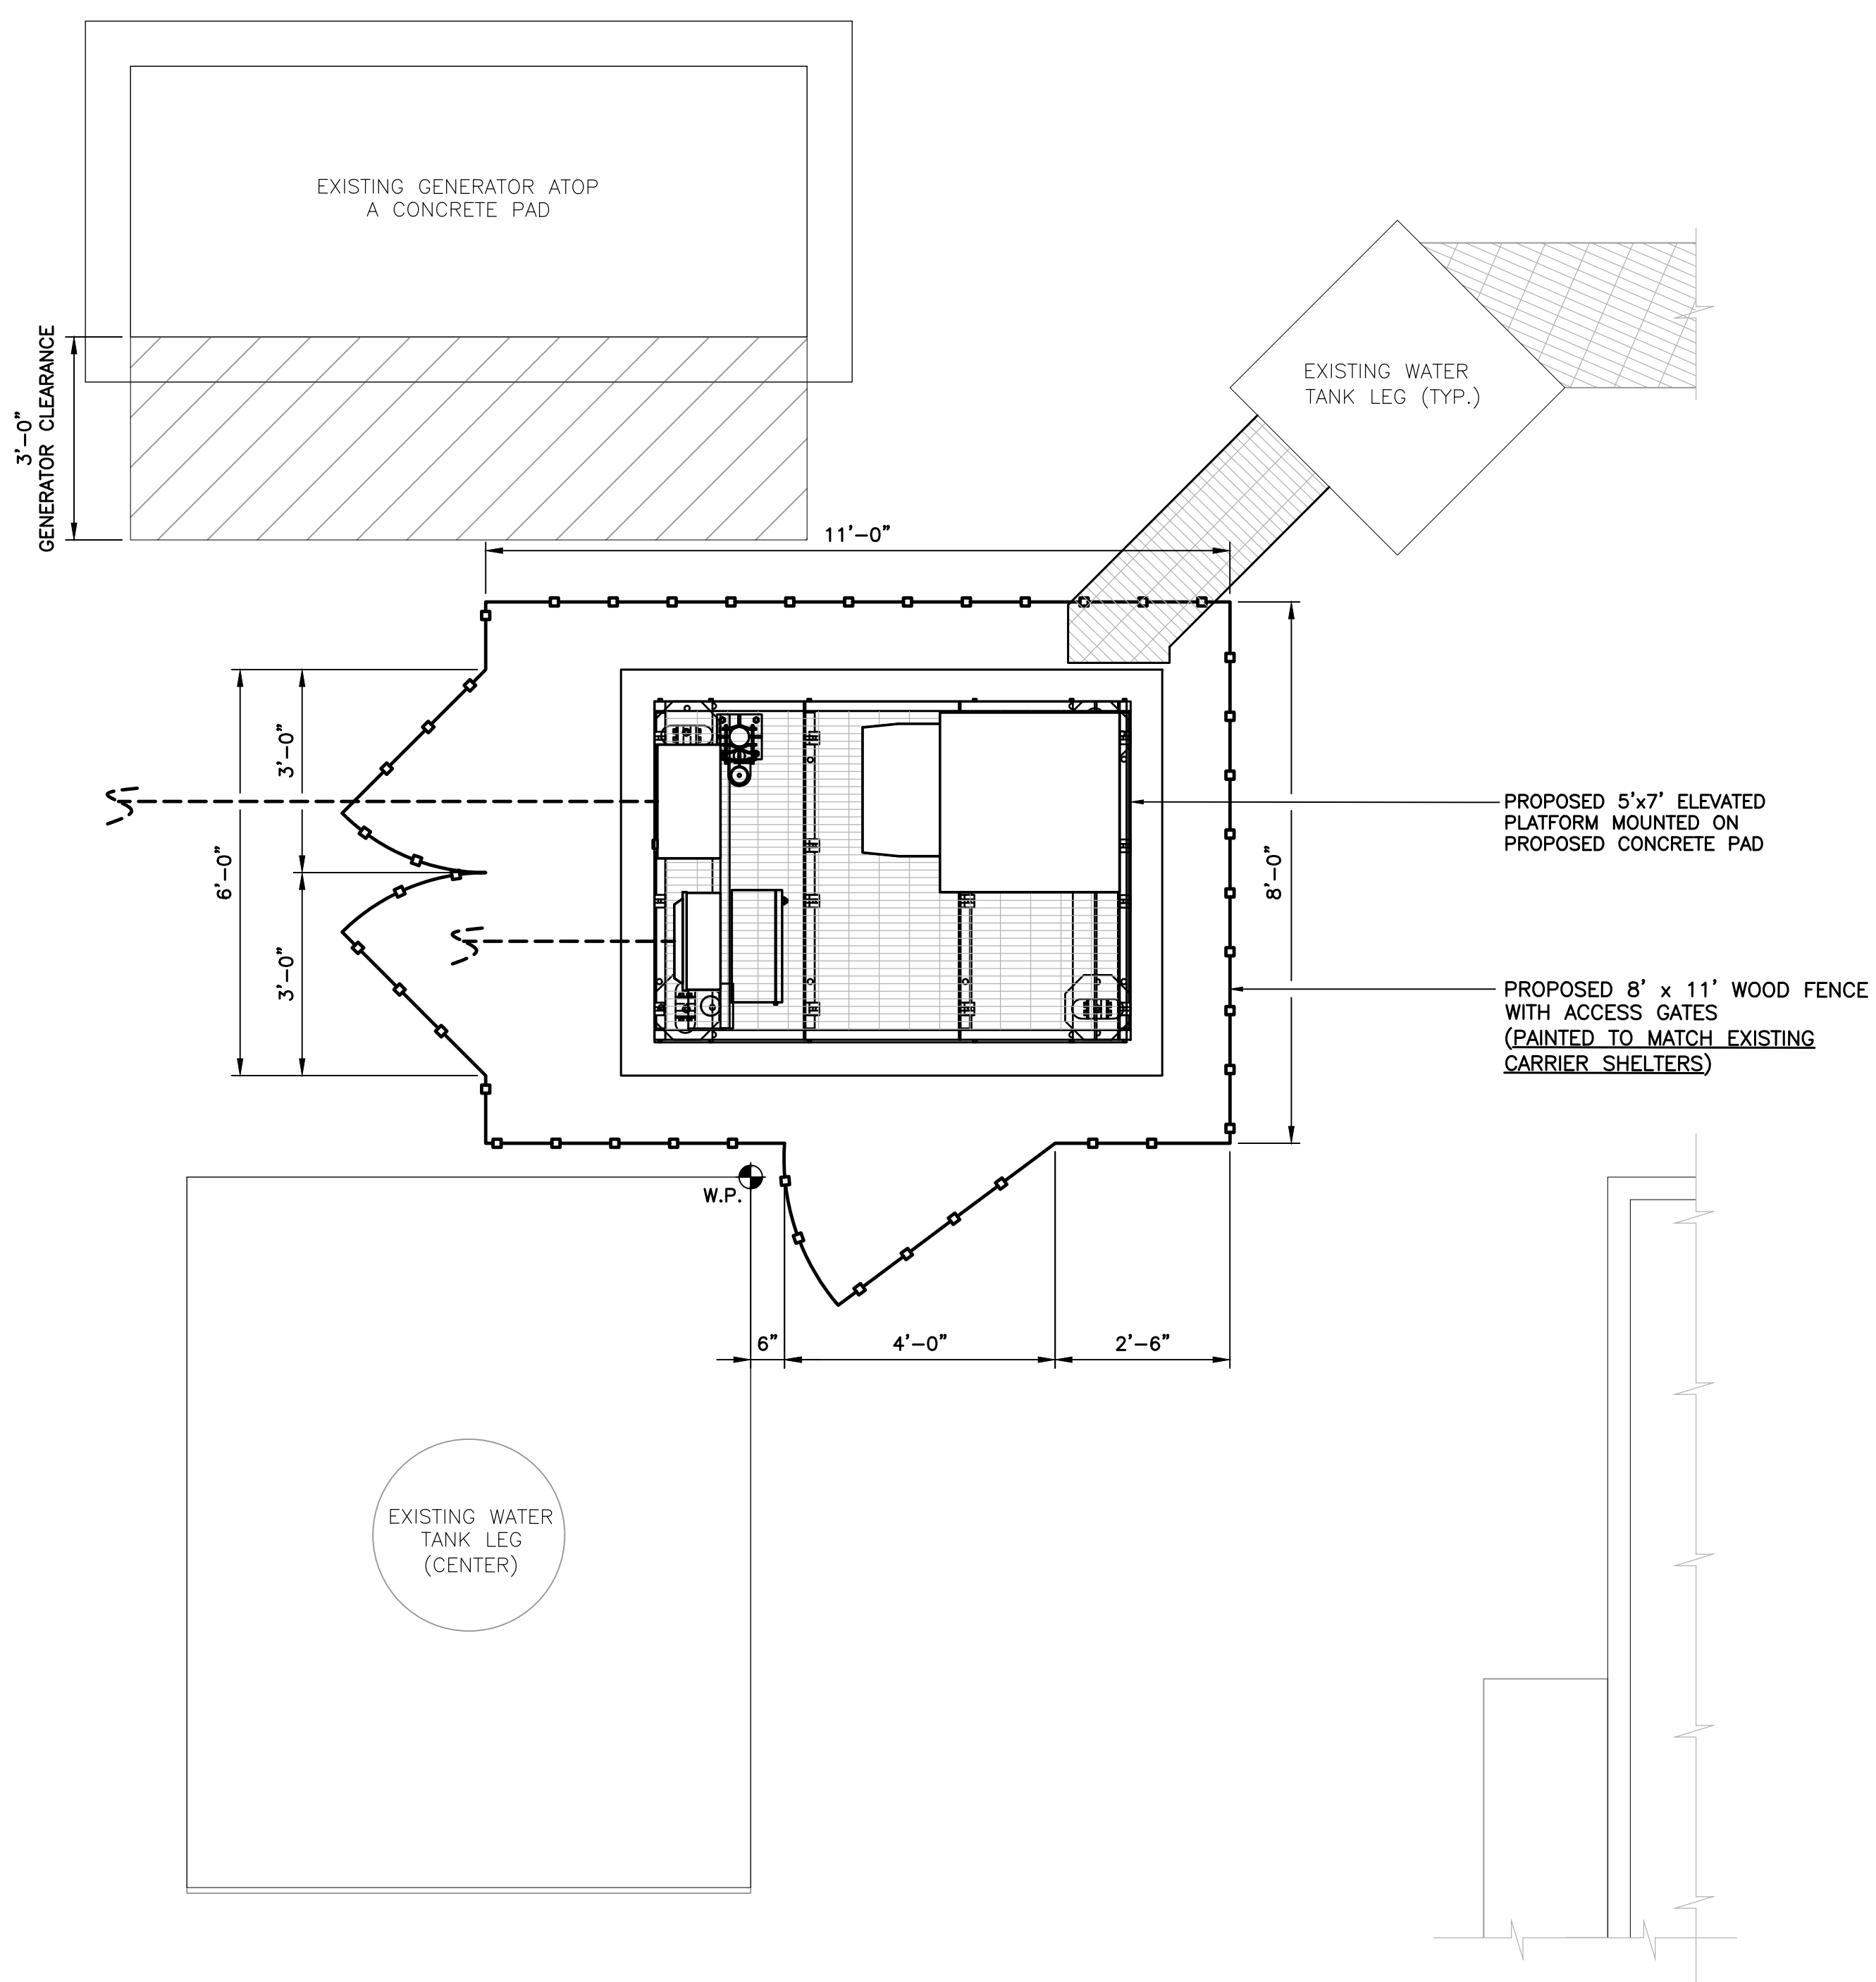 EXISTING GENERATOR ATOP
A CONCRETE PAD
3'-0"
GENERATOR CLEARANCE
EXISTING WATER
TANK LEG (TYP.)
11'-0"
3'-0"
6'-0"
3'-0"
8'-0"
PROPOSED 5'x7' ELEVATED
PLATFORM MOUNTED ON
PROPOSED CONCRETE PAD
PROPOSED 8' x 11' WOOD FENCE
WITH ACCESS GATES
(PAINTED TO MATCH EXISTING
CARRIER SHELTERS)
W.P.
6"
4'-0"
2'-6"
EXISTING WATER
TANK LEG
(CENTER)